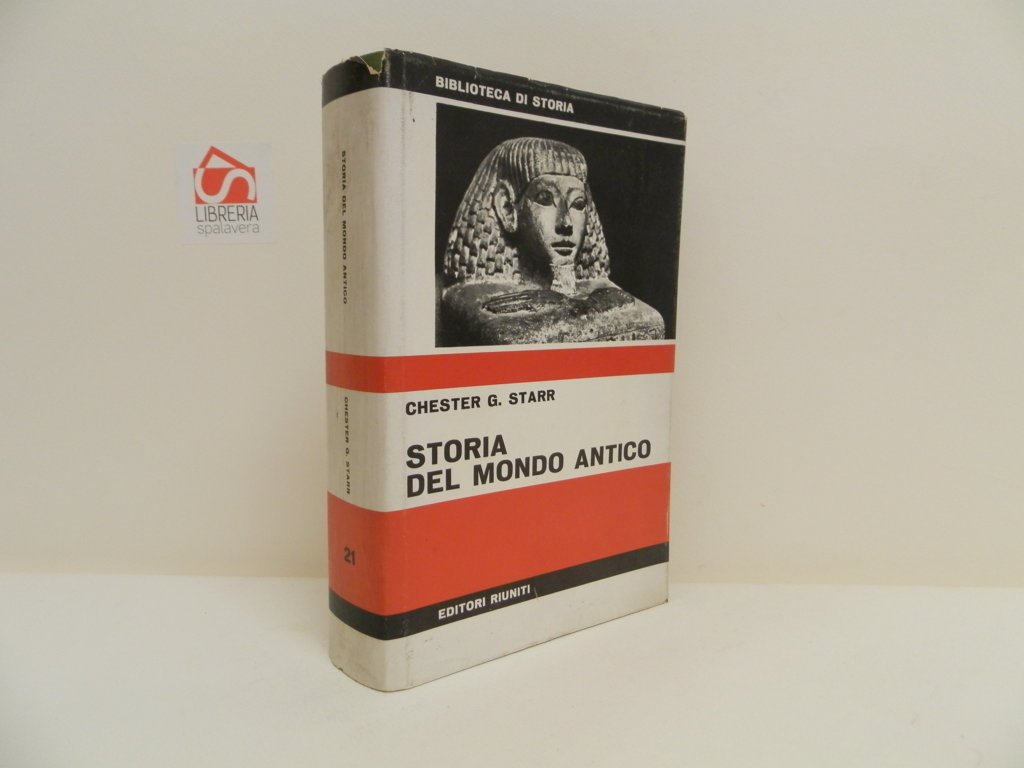 LIBRERIA
spalavera
STORIA DEL MONDO ANTICO
CHESTER G. STARR
21
BIBLIOTECA DI STORIA
CHESTER G. STARR
STORIA
DEL MONDO ANTICO
EDITORI RIUNITI